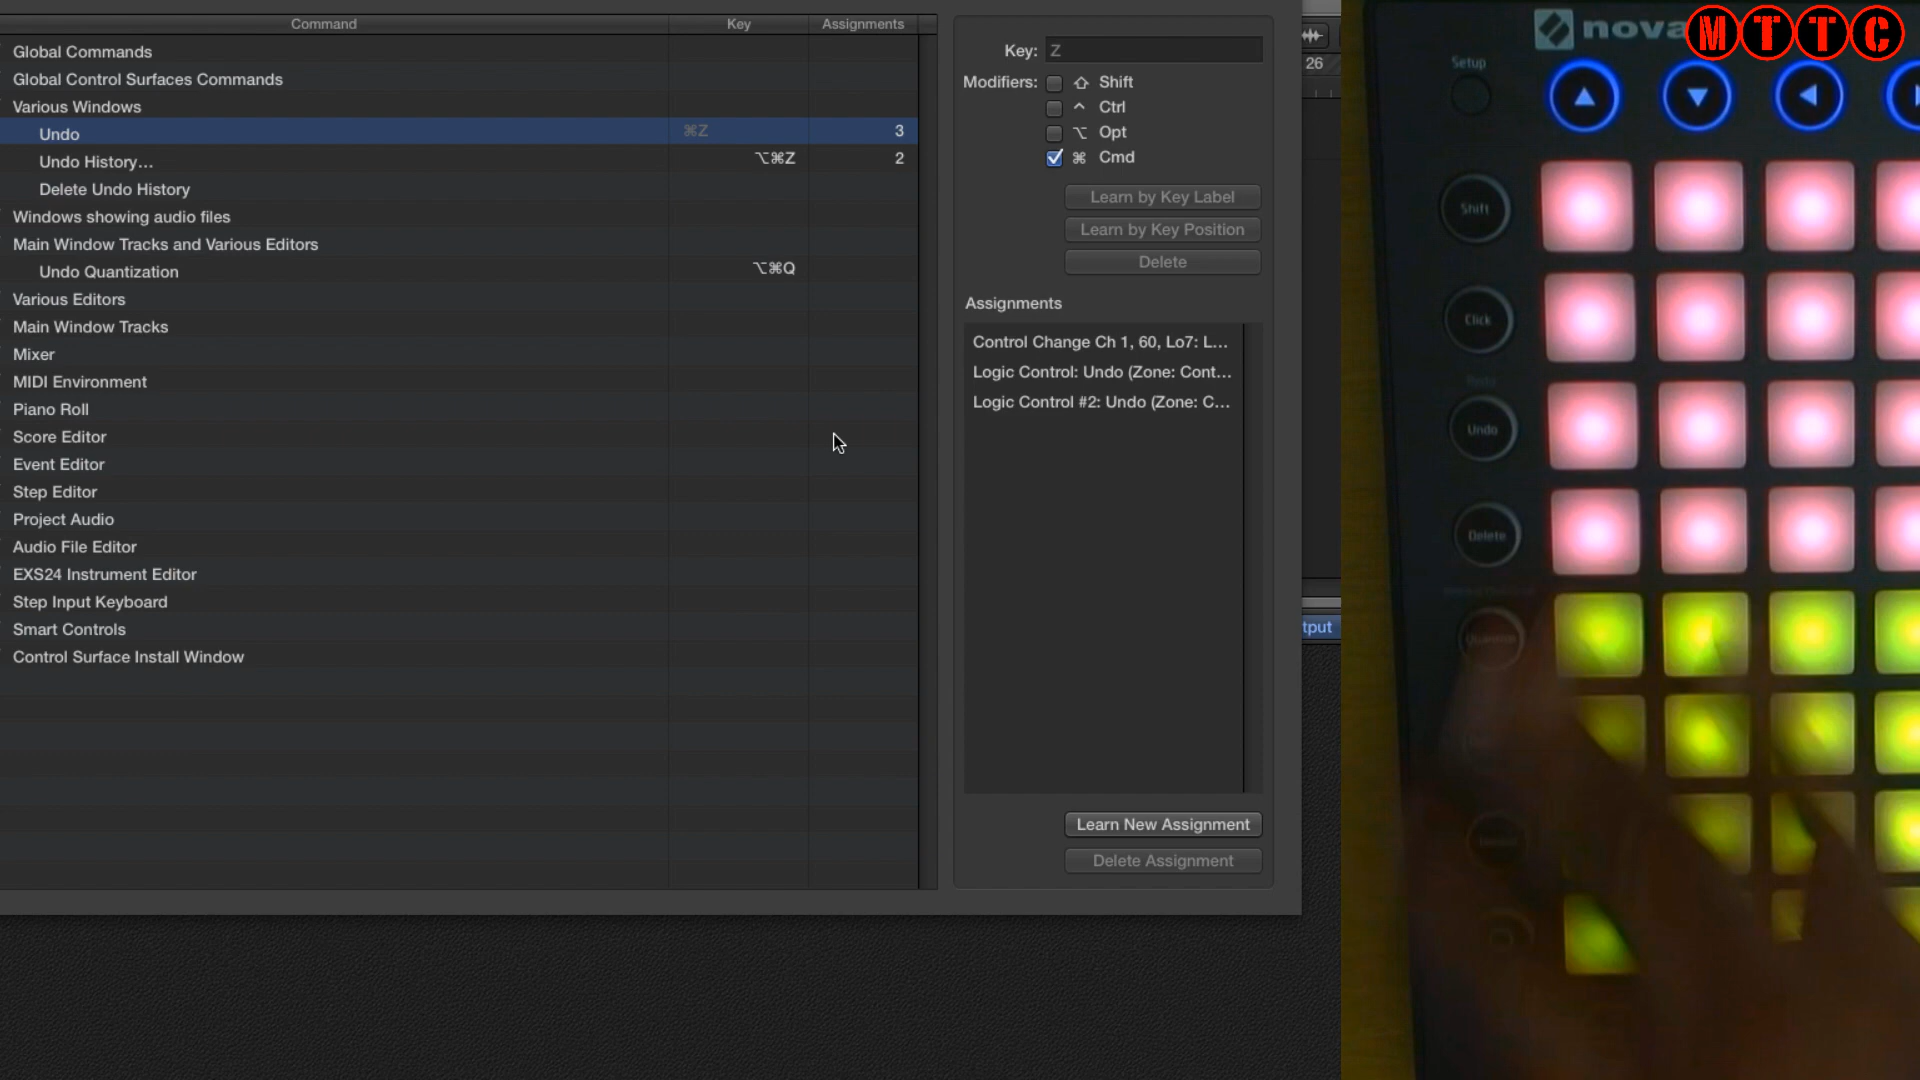 Command Key Assignments
Global Commands
Global Control Surfaces Commands
Various Windows
Undo ⌘Z 3
Undo History... ⌥⌘Z 2
Delete Undo History
Windows showing audio files
Main Window Tracks and Various Editors
Undo Quantization ⌥⌘Q
Various Editors
Main Window Tracks
Mixer
MIDI Environment
Piano Roll
Score Editor
Event Editor
Step Editor
Project Audio
Audio File Editor
EXS24 Instrument Editor
Step Input Keyboard
Smart Controls
Control Surface Install Window
Key: Z
Modifiers: Shift
^ Ctrl
⌥ Opt
⌘ Cmd
Learn by Key Label
Learn by Key Position
Delete
Assignments
Control Change Ch 1, 60, Lo7: L...
Logic Control: Undo (Zone: Cont...
Logic Control #2: Undo (Zone: C...
Learn New Assignment
Delete Assignment
26
tput
nova
MTTC
Setup
Shift
Click
Redo
Undo
Delete